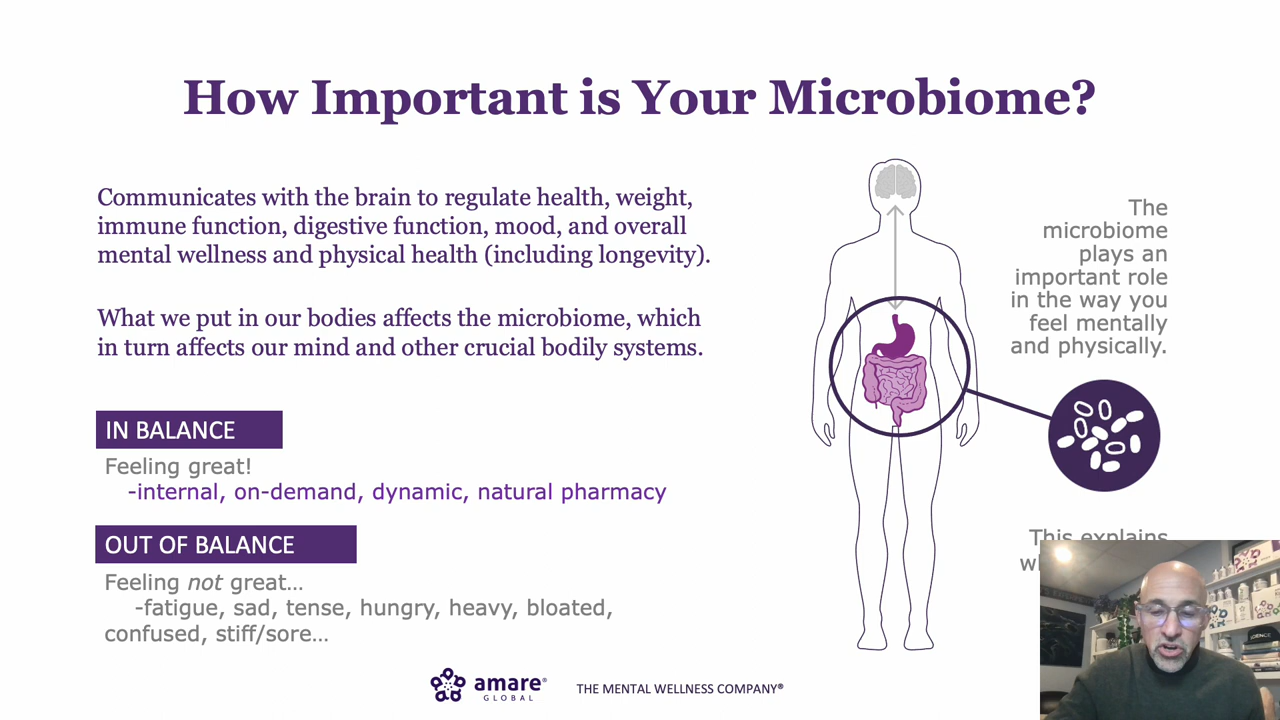 How Important is Your Microbiome?
Communicates with the brain to regulate health, weight,
immune function, digestive function, mood, and overall
mental wellness and physical health (including longevity).
What we put in our bodies affects the microbiome, which
in turn affects our mind and other crucial bodily systems.
IN BALANCE
Feeling great!
-internal, on-demand, dynamic, natural pharmacy
OUT OF BALANCE
Feeling not great…
-fatigue, sad, tense, hungry, heavy, bloated,
confused, stiff/sore…
The
microbiome
plays an
important role
in the way you
feel mentally
and physically.
This explains
amare®
GLOBAL
THE MENTAL WELLNESS COMPANY®
SCIENCE